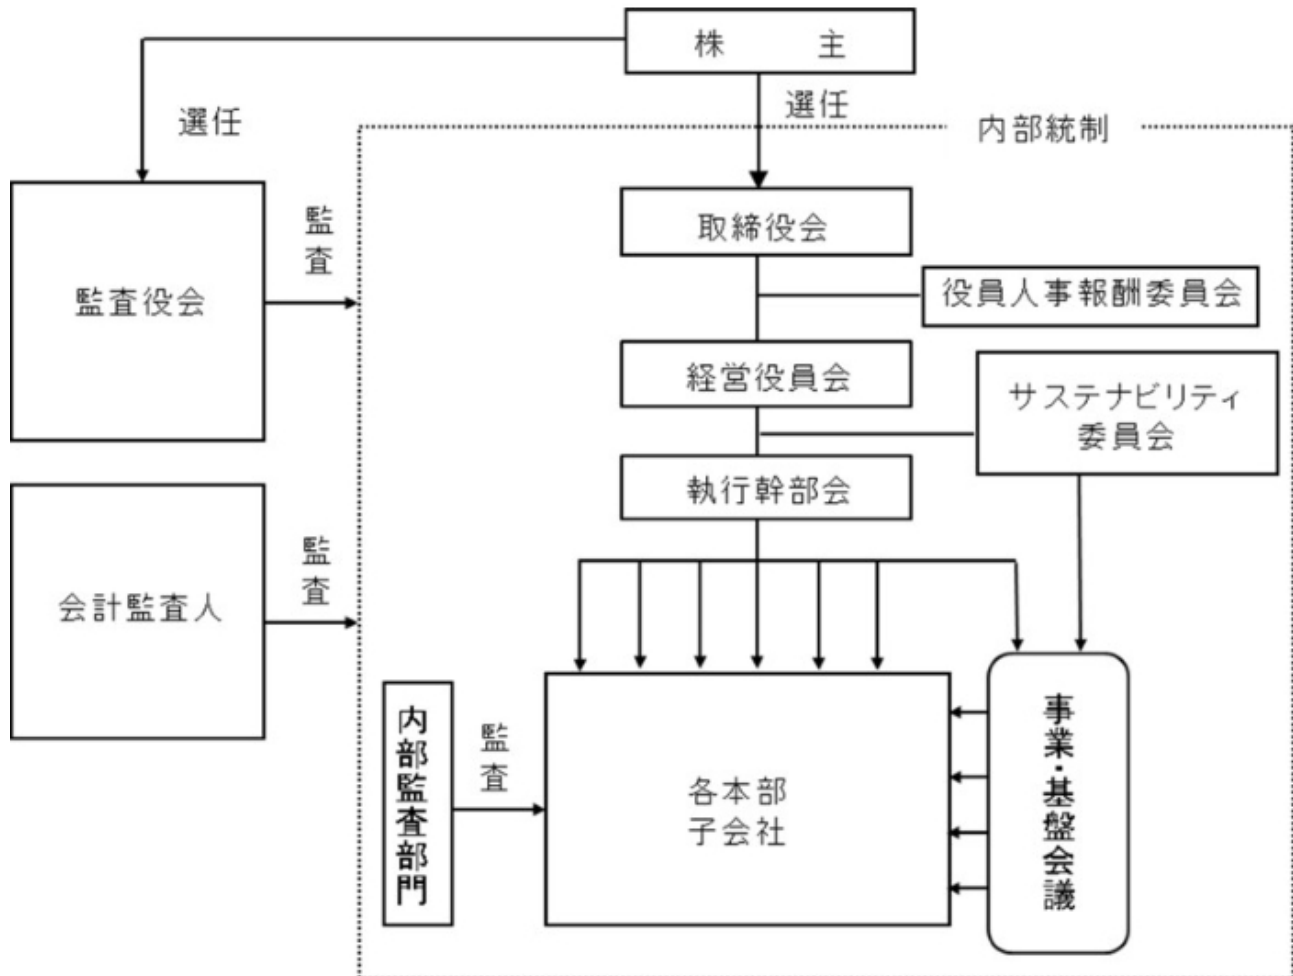 株主
選任
選任
内部統制
取締役会
監査
監査役会
役員人事報酬委員会
経営役員会
サステナビリティ
委員会
執行幹部会
監査
会計監査人
内部監査部門
監査
各本部
子会社
事業・基盤会議